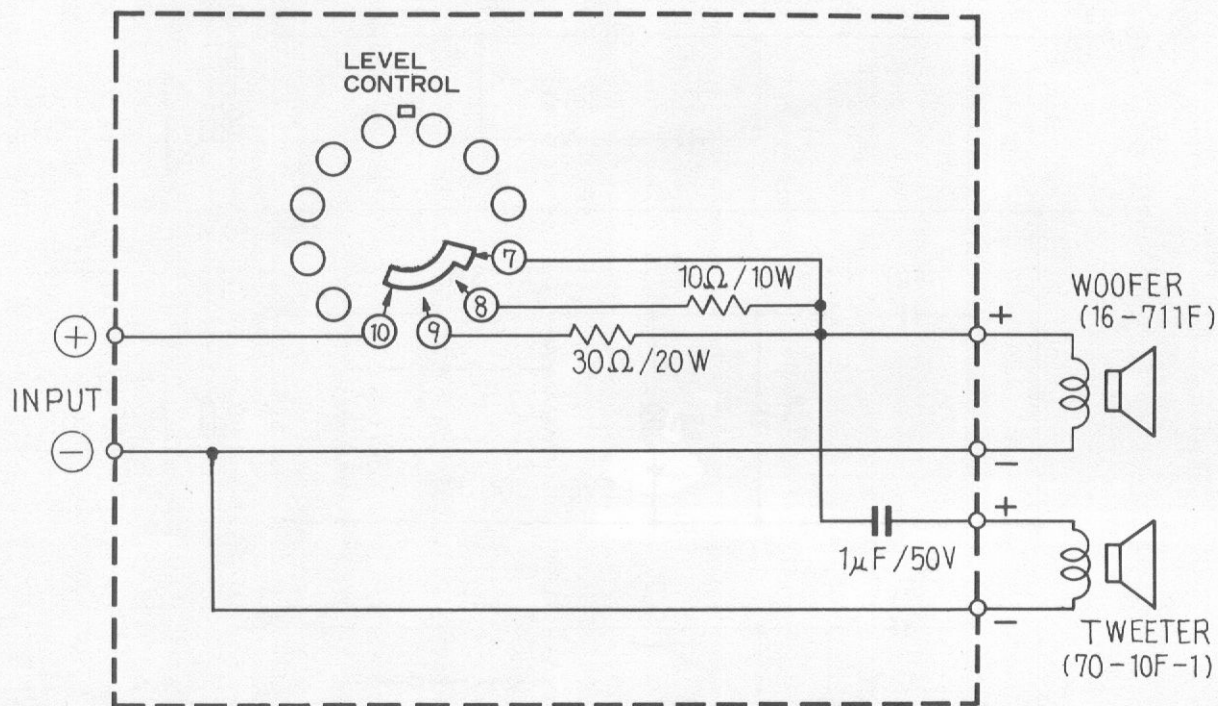 LEVEL
CONTROL
7
8
9
10
10Ω/10W
30Ω/20W
+
INPUT
−
+
WOOFER
(16-711F)
−
+
1μF/50V
−
TWEETER
(70-10F-1)